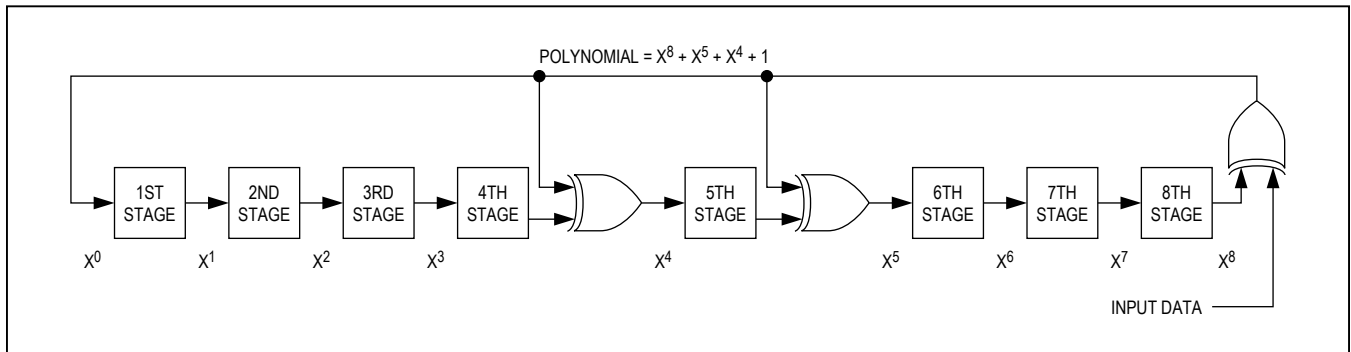 POLYNOMIAL = X⁸ + X⁵ + X⁴ + 1
1ST
STAGE
2ND
STAGE
3RD
STAGE
4TH
STAGE
5TH
STAGE
6TH
STAGE
7TH
STAGE
8TH
STAGE
X⁰ X¹ X² X³ X⁴ X⁵ X⁶ X⁷ X⁸
INPUT DATA